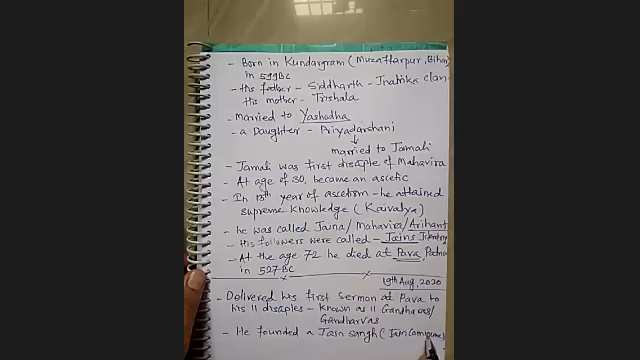 - Born in Kundargram (Muzaffarpur, Bihar)
in 599BC
- His father - Siddharth - Jnatrika clan
His mother - Trishala
- Married to Yashodha
- a Daughter - Priyadarshani
↓
married to Jamali
- Jamali was first disciple of Mahavira
- At age of 30, became an ascetic
- In 13th year of ascetism - he attained
supreme knowledge (Kaivalya)
- he was called Jaina/Mahavira/Arihant
- His followers were called - Jains
- At the age 72 he died at Pava, Patna
in 527BC
19th Aug, 2020
- Delivered his first sermon at Pava to
his 11 disciples - known as 11 Gandharas/
Gandharvas
- He founded a Jain sangh (Jain Commune)